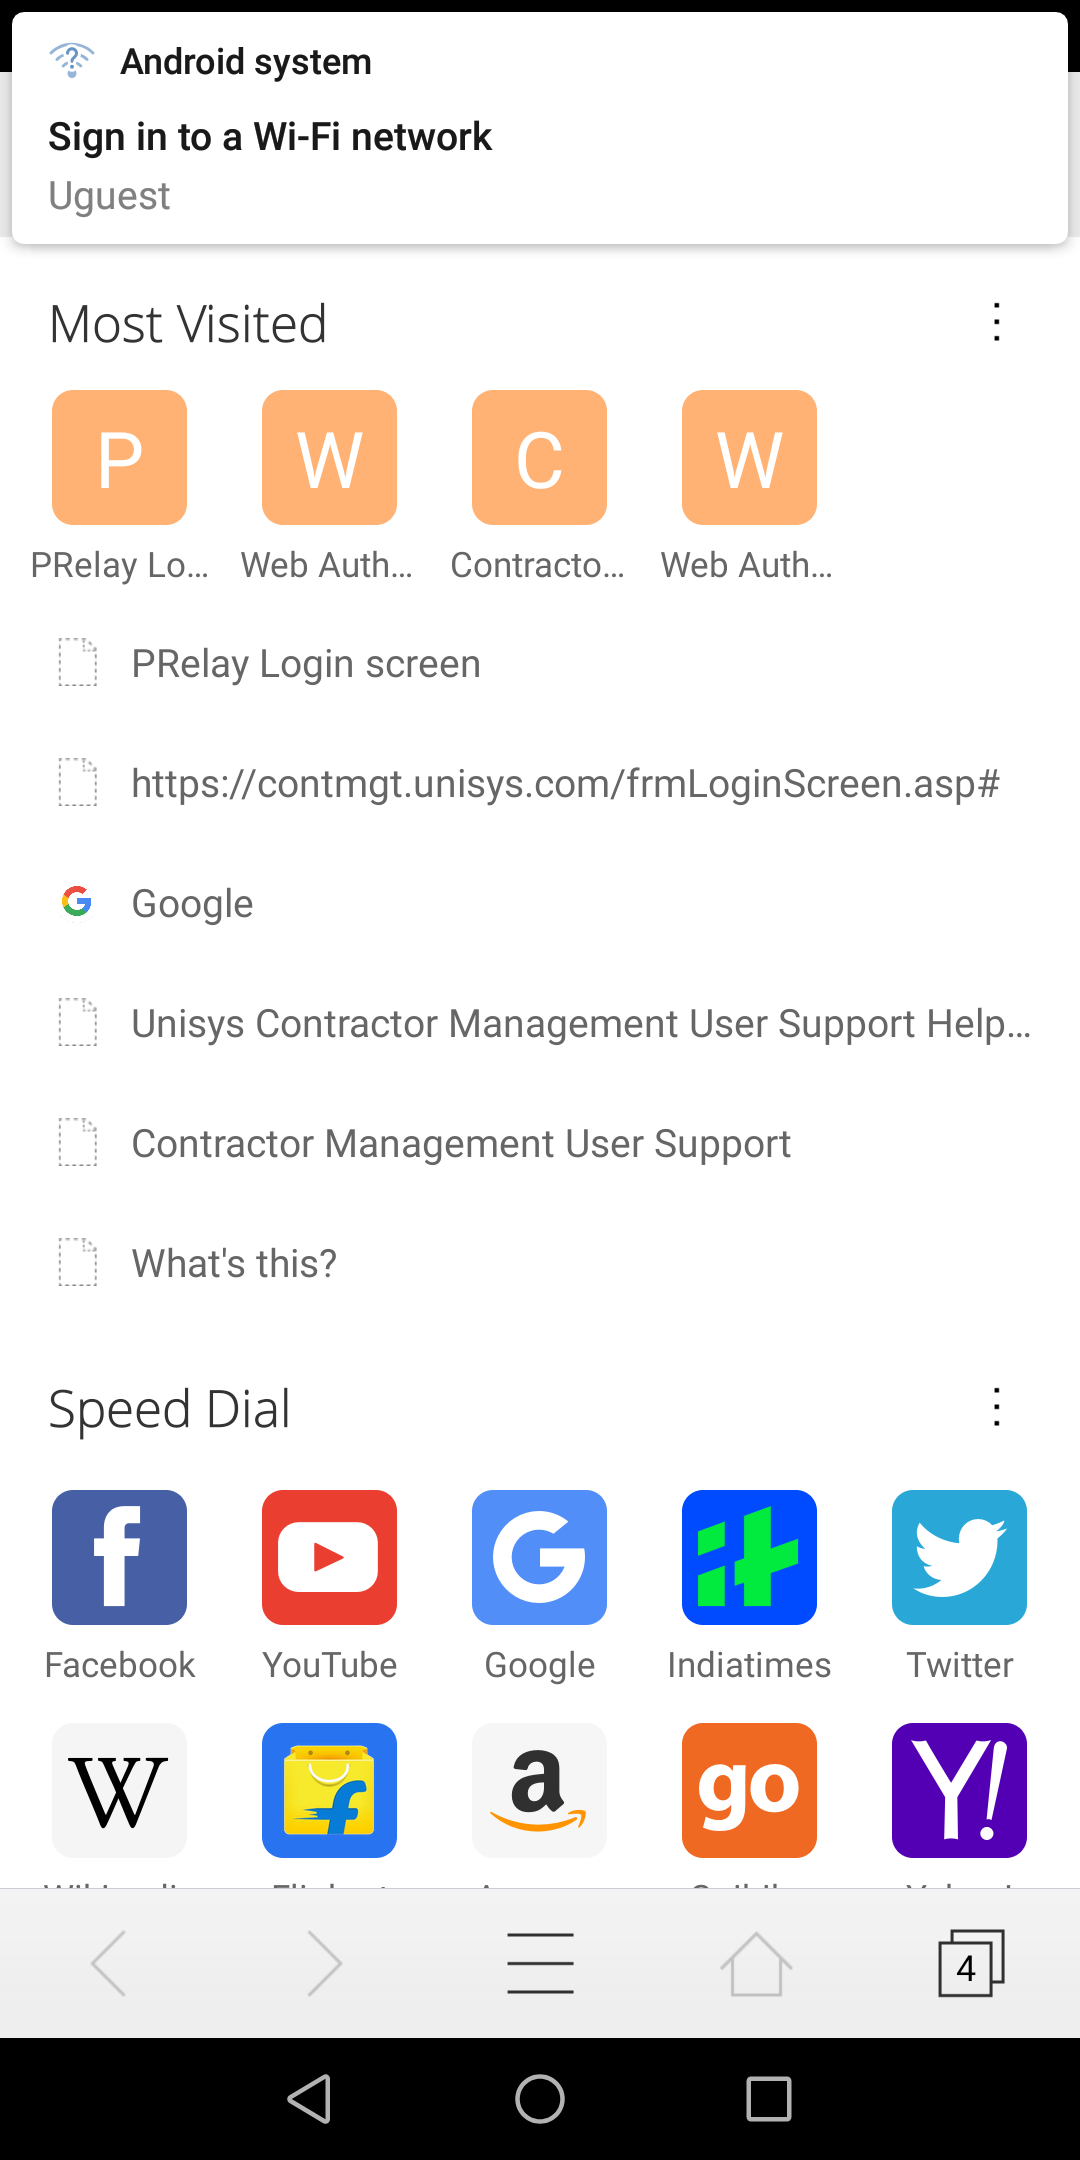 Android system
Sign in to a Wi-Fi network
Uguest
Most Visited
P W C W
PRelay Lo... Web Auth... Contracto... Web Auth...
PRelay Login screen
https://contmgt.unisys.com/frmLoginScreen.asp#
Google
Unisys Contractor Management User Support Help...
Contractor Management User Support
What's this?
Speed Dial
Facebook YouTube Google Indiatimes Twitter
W a go Y!
4